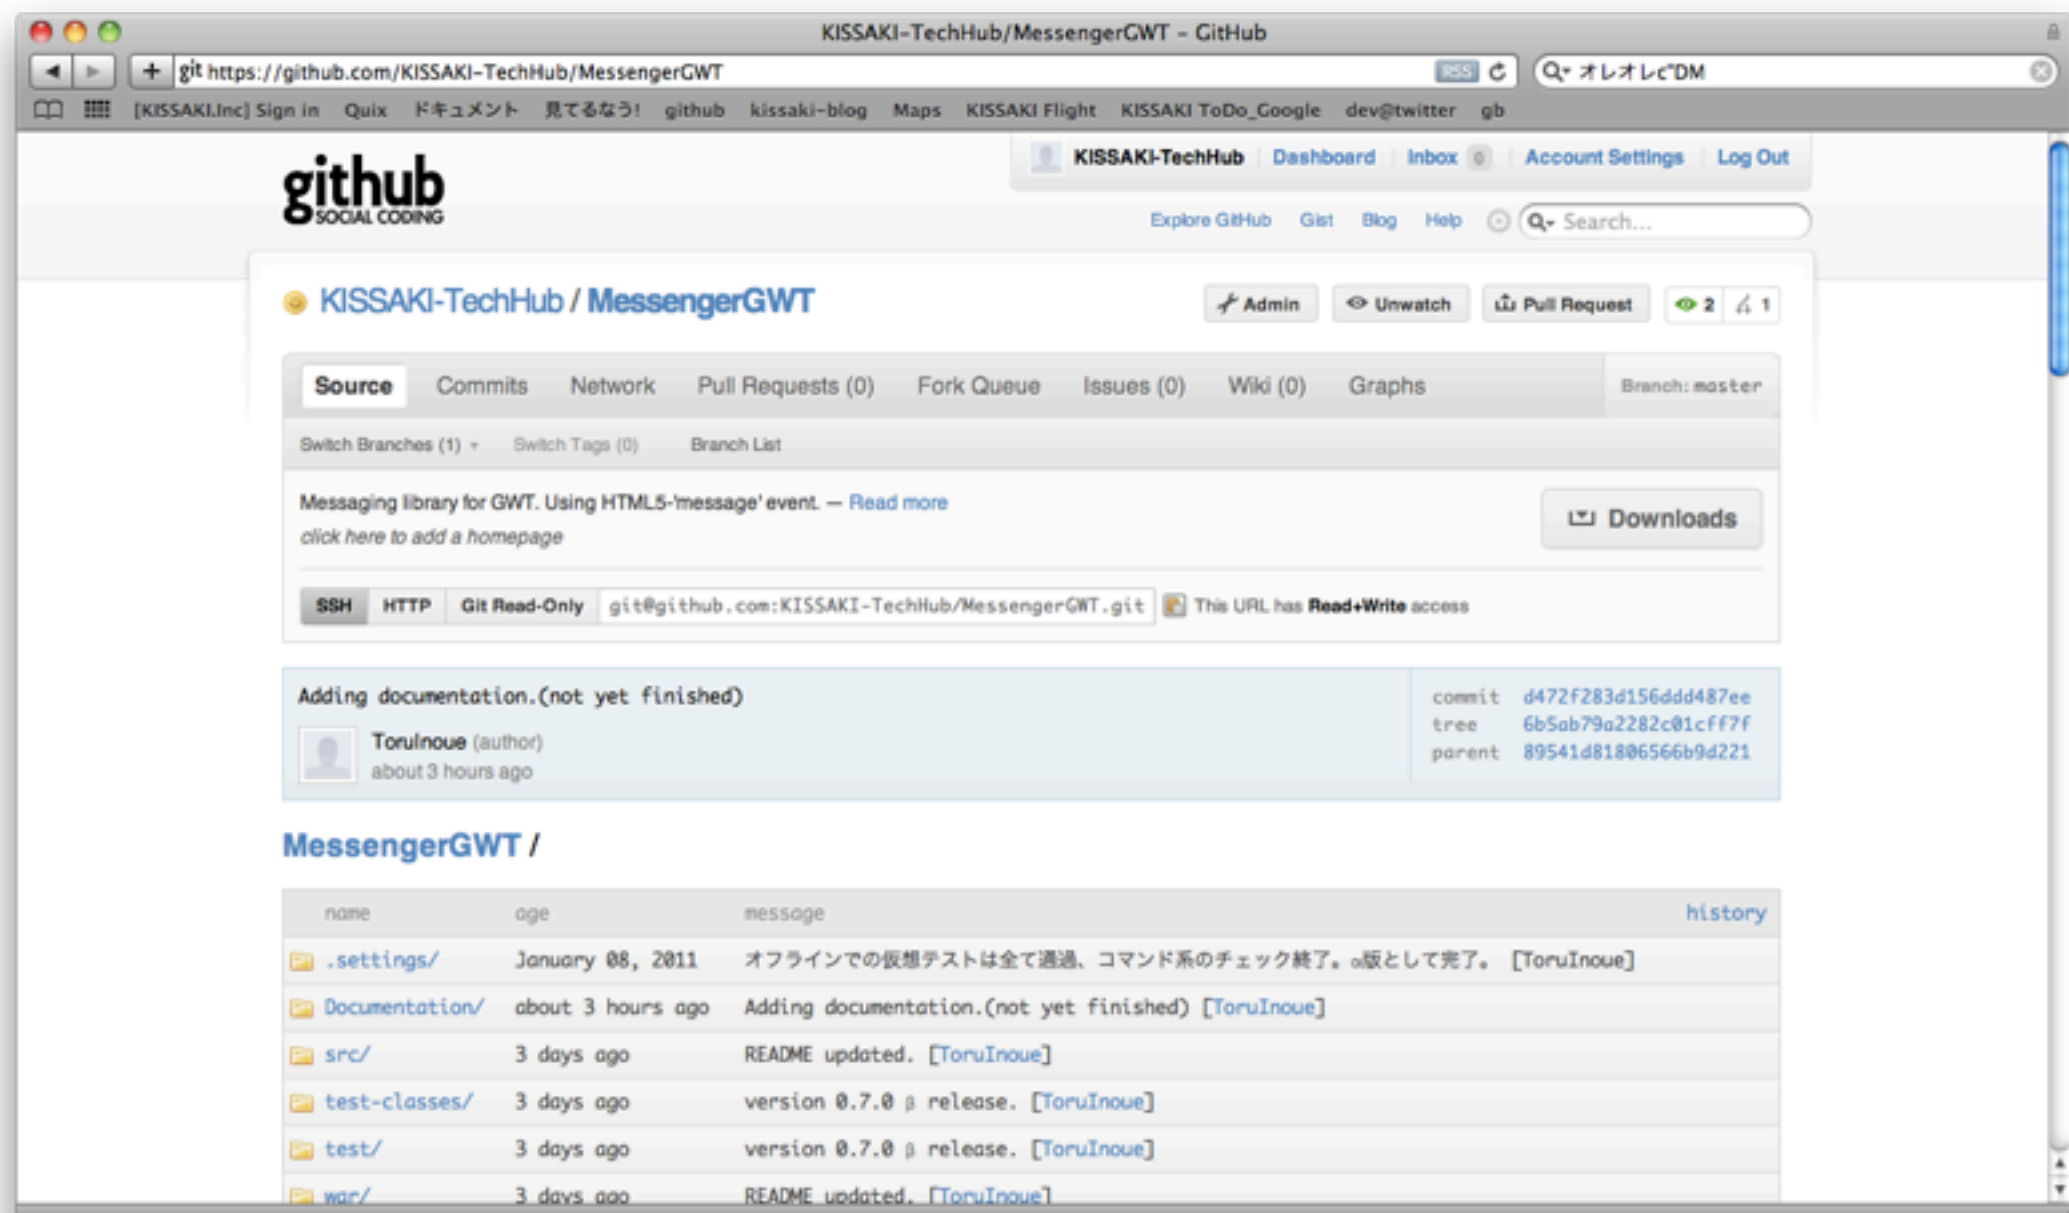 KISSAKI-TechHub/MessengerGWT - GitHub
git https://github.com/KISSAKI-TechHub/MessengerGWT RSS オレオレc"DM
[KISSAKI.Inc] Sign in Quix ドキュメント 見てるなう! github kissaki-blog Maps KISSAKI Flight KISSAKI ToDo_Google dev@twitter gb
github
SOCIAL CODING
KISSAKI-TechHub Dashboard Inbox 0 Account Settings Log Out
Explore GitHub Gist Blog Help Search...
KISSAKI-TechHub / MessengerGWT
Admin Unwatch Pull Request 2 1
Source Commits Network Pull Requests (0) Fork Queue Issues (0) Wiki (0) Graphs Branch: master
Switch Branches (1) Switch Tags (0) Branch List
Messaging library for GWT. Using HTML5-'message' event. — Read more
click here to add a homepage
Downloads
SSH HTTP Git Read-Only git@github.com:KISSAKI-TechHub/MessengerGWT.git This URL has Read+Write access
Adding documentation.(not yet finished)
ToruInoue (author)
about 3 hours ago
commit d472f283d156ddd487ee
tree 6b5ab79a2282c01cff7f
parent 89541d81806566b9d221
MessengerGWT /
name age message history
.settings/ January 08, 2011 オフラインでの仮想テストは全て通過、コマンド系のチェック終了。α版として完了。 [ToruInoue]
Documentation/ about 3 hours ago Adding documentation.(not yet finished) [ToruInoue]
src/ 3 days ago README updated. [ToruInoue]
test-classes/ 3 days ago version 0.7.0 β release. [ToruInoue]
test/ 3 days ago version 0.7.0 β release. [ToruInoue]
war/ 3 days ago README updated. [ToruInoue]